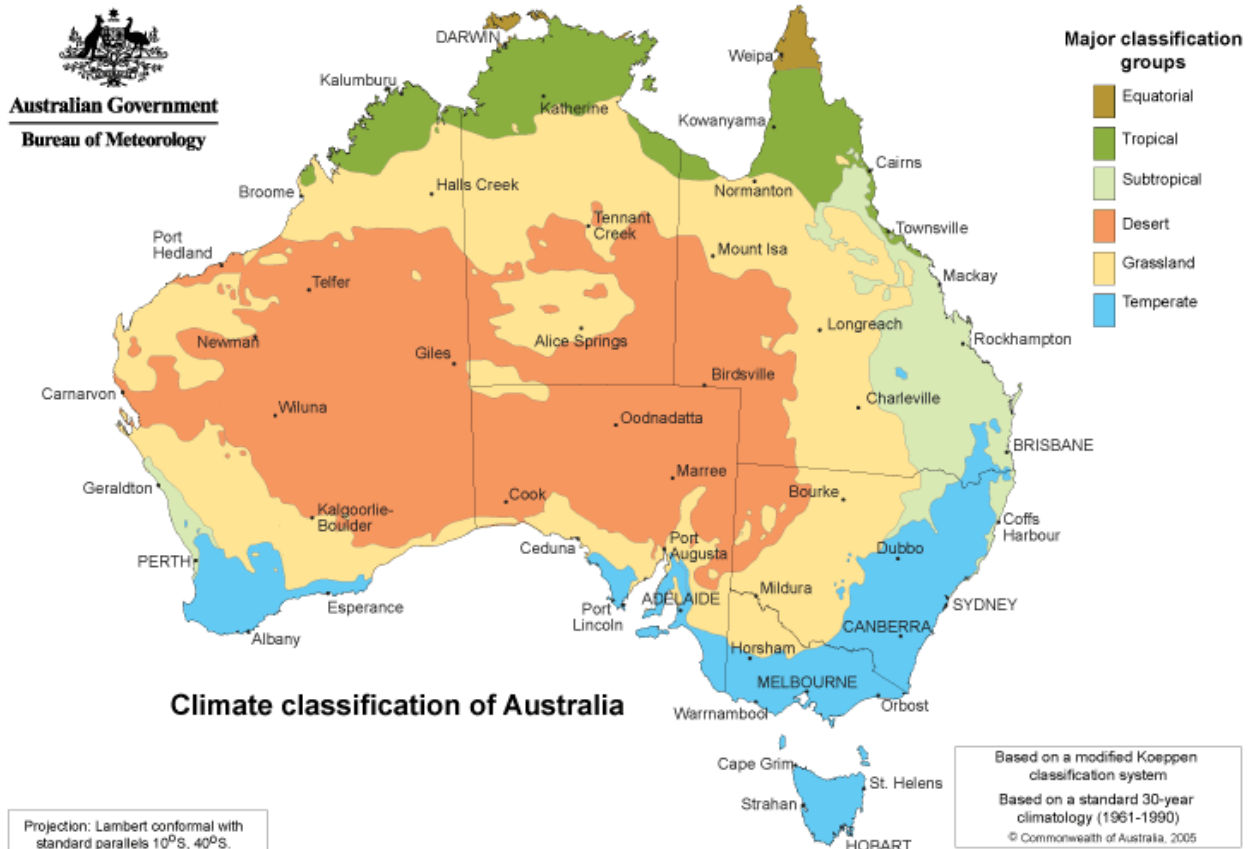 Australian Government
Bureau of Meteorology
DARWIN
Weipa
Kalumburu
Katherine
Kowanyama
Cairns
Broome
Halls Creek
Normanton
Tennant
Creek
Townsville
Port
Hedland
Mount Isa
Mackay
Telfer
Longreach
Rockhampton
Newman
Alice Springs
Giles
Birdsville
Carnarvon
Wiluna
Charleville
Oodnadatta
BRISBANE
Marree
Geraldton
Cook
Bourke
Kalgoorlie-
Boulder
Coffs
Harbour
Ceduna
Port
Augusta
Dubbo
PERTH
Mildura
Esperance
Port
Lincoln
ADELAIDE
SYDNEY
Albany
CANBERRA
Horsham
MELBOURNE
Warrnambool
Orbost
Cape Grim
St. Helens
Strahan
HOBART
Major classification
groups
Equatorial
Tropical
Subtropical
Desert
Grassland
Temperate
Climate classification of Australia
Based on a modified Koeppen
classification system
Based on a standard 30-year
climatology (1961-1990)
© Commonwealth of Australia, 2005
Projection: Lambert conformal with
standard parallels 10°S, 40°S.